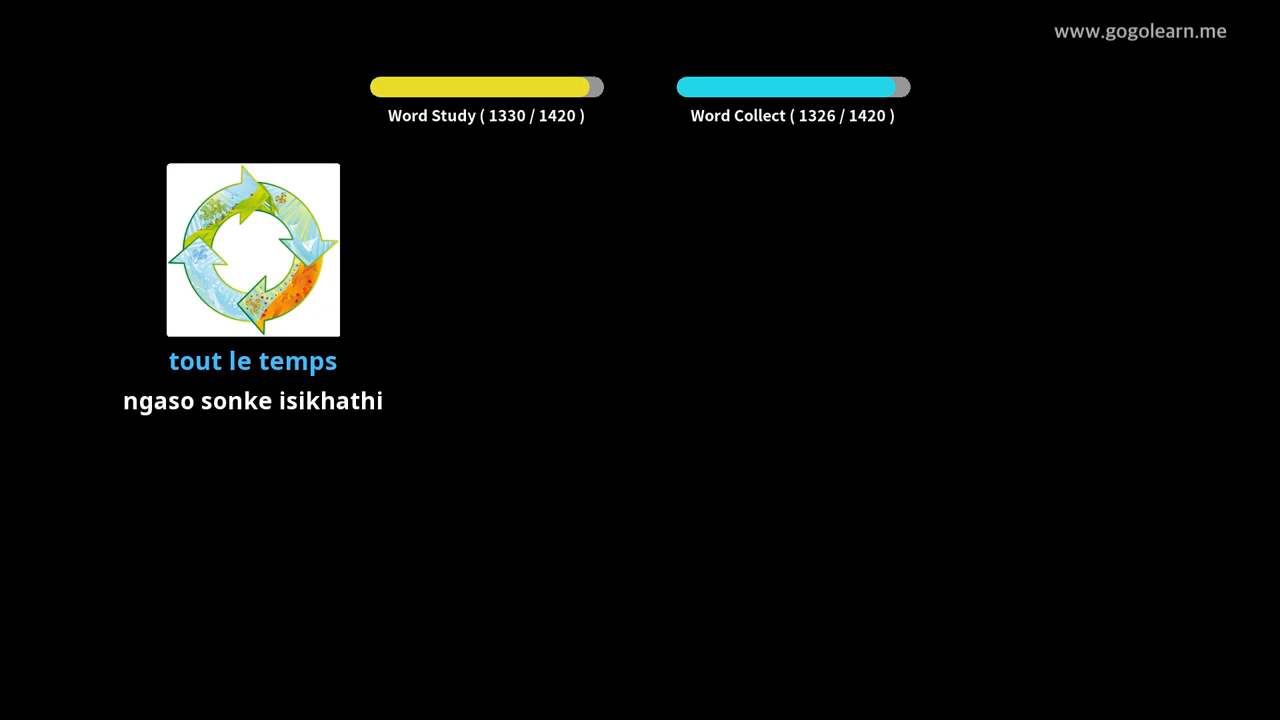 www.gogolearn.me
Word Study ( 1330 / 1420 )
Word Collect ( 1326 / 1420 )
tout le temps
ngaso sonke isikhathi